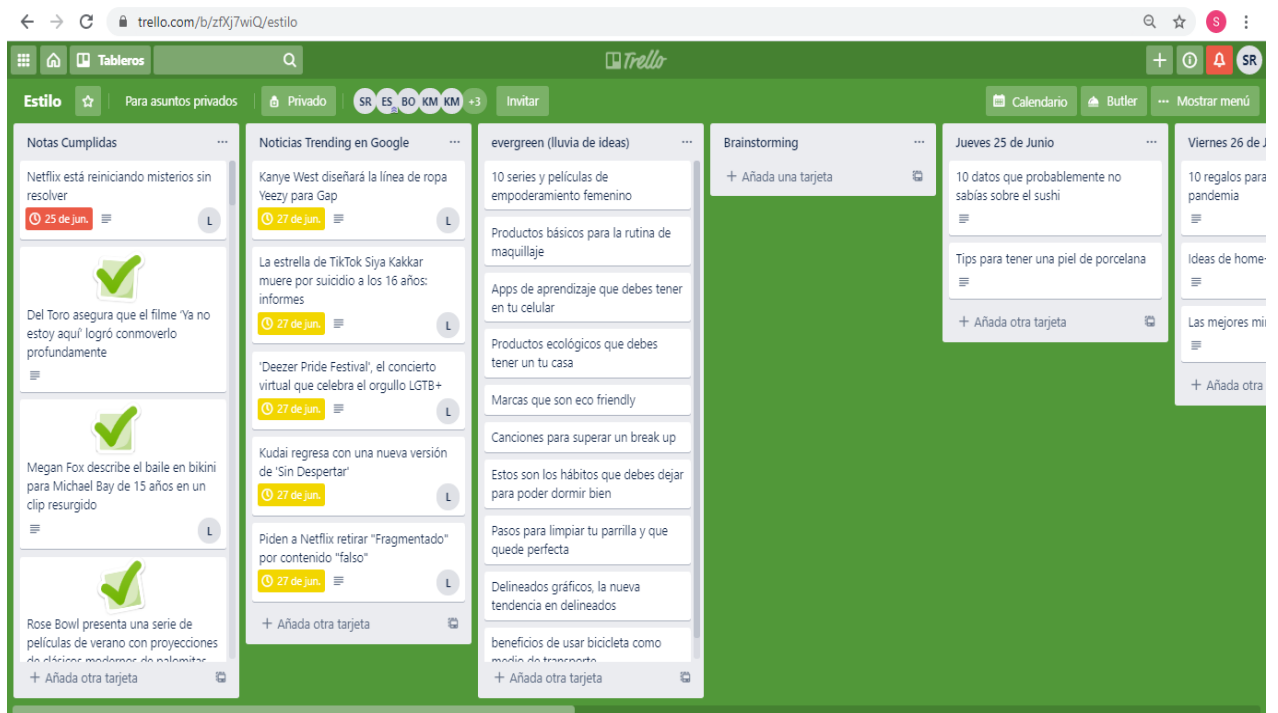 trello.com/b/zfXj7wiQ/estilo
S
Tableros
Trello
SR
Estilo
Para asuntos privados
Privado
SR ES BO KM KM +3
Invitar
Calendario
Butler
Mostrar menú
Notas Cumplidas
Netflix está reiniciando misterios sin
resolver
25 de jun.
L
Del Toro asegura que el filme 'Ya no
estoy aquí' logró conmoverlo
profundamente
Megan Fox describe el baile en bikini
para Michael Bay de 15 años en un
clip resurgido
L
Rose Bowl presenta una serie de
películas de verano con proyecciones
de clásicos modernos de palomitas
+ Añada otra tarjeta
Noticias Trending en Google
Kanye West diseñará la línea de ropa
Yeezy para Gap
27 de jun.
L
La estrella de TikTok Siya Kakkar
muere por suicidio a los 16 años:
informes
27 de jun.
L
'Deezer Pride Festival', el concierto
virtual que celebra el orgullo LGTB+
27 de jun.
L
Kudai regresa con una nueva versión
de 'Sin Despertar'
27 de jun.
L
Piden a Netflix retirar "Fragmentado"
por contenido "falso"
27 de jun.
L
+ Añada otra tarjeta
evergreen (lluvia de ideas)
10 series y películas de
empoderamiento femenino
Productos básicos para la rutina de
maquillaje
Apps de aprendizaje que debes tener
en tu celular
Productos ecológicos que debes
tener un tu casa
Marcas que son eco friendly
Canciones para superar un break up
Estos son los hábitos que debes dejar
para poder dormir bien
Pasos para limpiar tu parrilla y que
quede perfecta
Delineados gráficos, la nueva
tendencia en delineados
beneficios de usar bicicleta como
medio de transporte
+ Añada otra tarjeta
Brainstorming
+ Añada una tarjeta
Jueves 25 de Junio
10 datos que probablemente no
sabías sobre el sushi
Tips para tener una piel de porcelana
+ Añada otra tarjeta
Viernes 26 de J
10 regalos para
pandemia
Ideas de home-
Las mejores
+ Añada otra